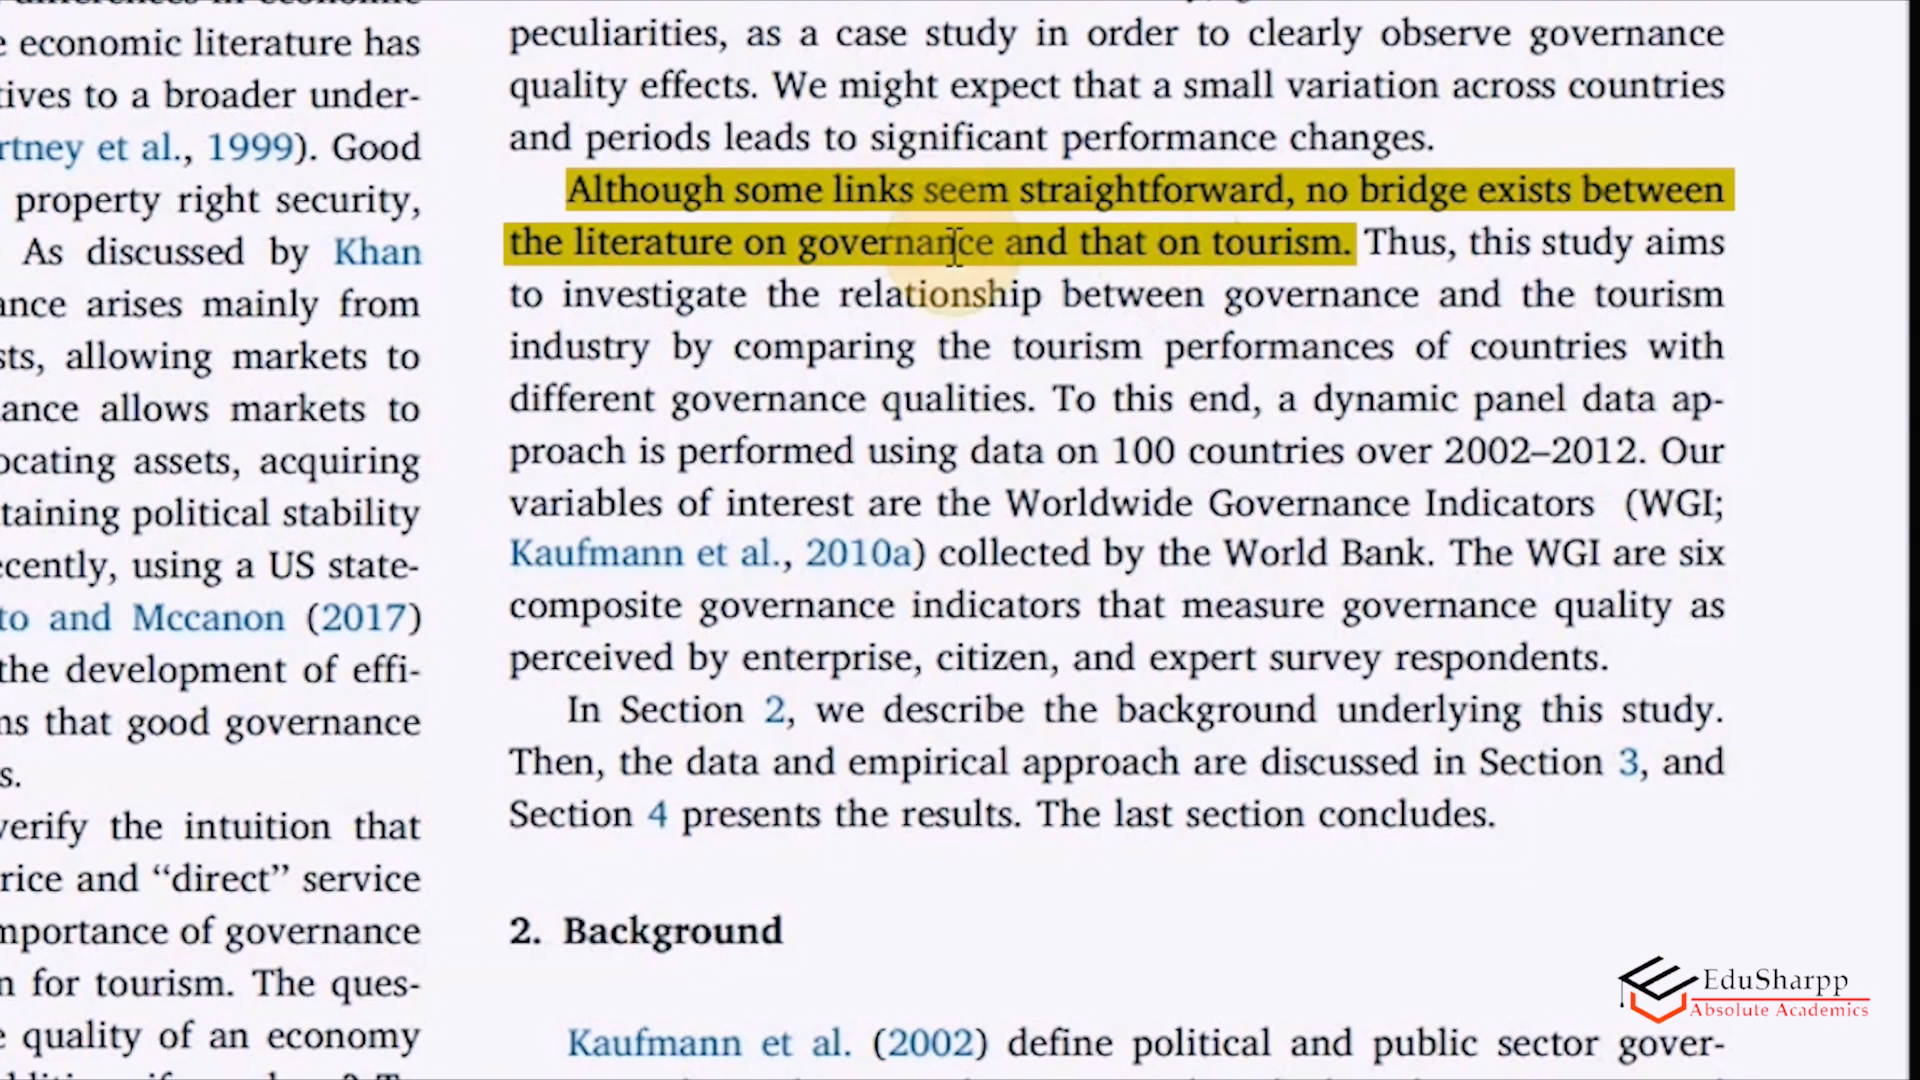 e economic literature has
tives to a broader under-
rtney et al., 1999). Good
property right security,
As discussed by Khan
ance arises mainly from
sts, allowing markets to
ance allows markets to
ocating assets, acquiring
taining political stability
ecently, using a US state-
to and Mccanon (2017)
the development of effi-
ns that good governance
s.
verify the intuition that
rice and “direct” service
mportance of governance
n for tourism. The ques-
e quality of an economy
peculiarities, as a case study in order to clearly observe governance
quality effects. We might expect that a small variation across countries
and periods leads to significant performance changes.
Although some links seem straightforward, no bridge exists between
the literature on governance and that on tourism. Thus, this study aims
to investigate the relationship between governance and the tourism
industry by comparing the tourism performances of countries with
different governance qualities. To this end, a dynamic panel data ap-
proach is performed using data on 100 countries over 2002–2012. Our
variables of interest are the Worldwide Governance Indicators (WGI;
Kaufmann et al., 2010a) collected by the World Bank. The WGI are six
composite governance indicators that measure governance quality as
perceived by enterprise, citizen, and expert survey respondents.
In Section 2, we describe the background underlying this study.
Then, the data and empirical approach are discussed in Section 3, and
Section 4 presents the results. The last section concludes.
2. Background
Kaufmann et al. (2002) define political and public sector gover-
EduSharpp
Absolute Academics